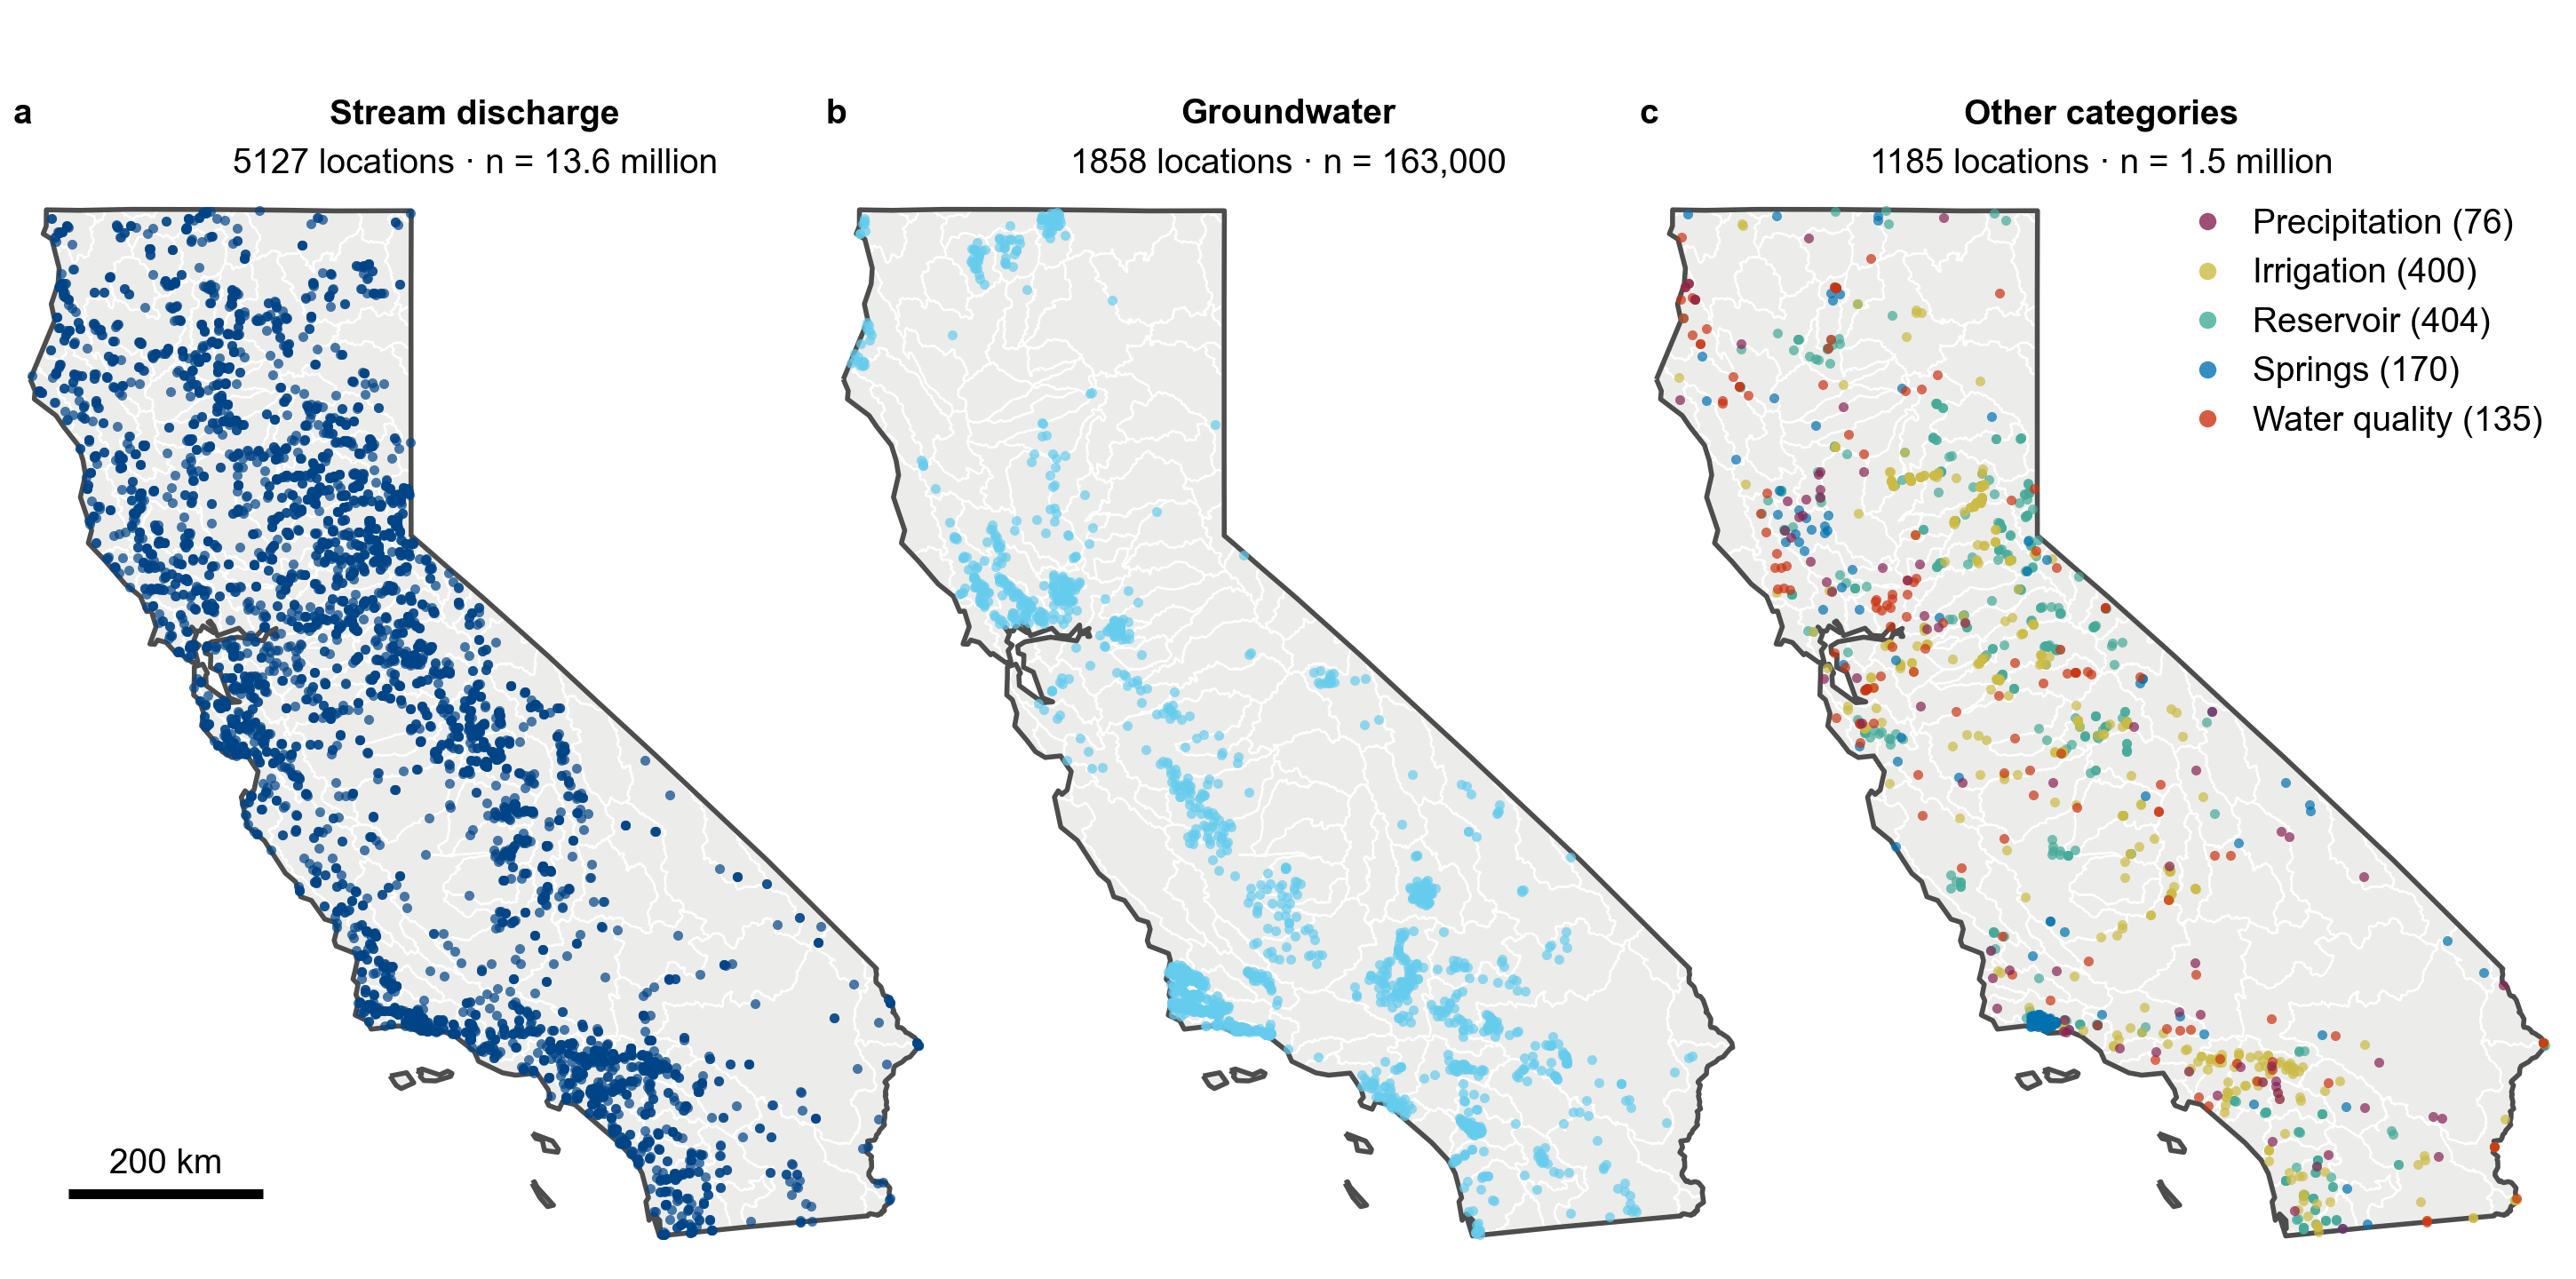 a
Stream discharge
5127 locations · n = 13.6 million
200 km
b
Groundwater
1858 locations · n = 163,000
c
Other categories
1185 locations · n = 1.5 million
Precipitation (76)
Irrigation (400)
Reservoir (404)
Springs (170)
Water quality (135)